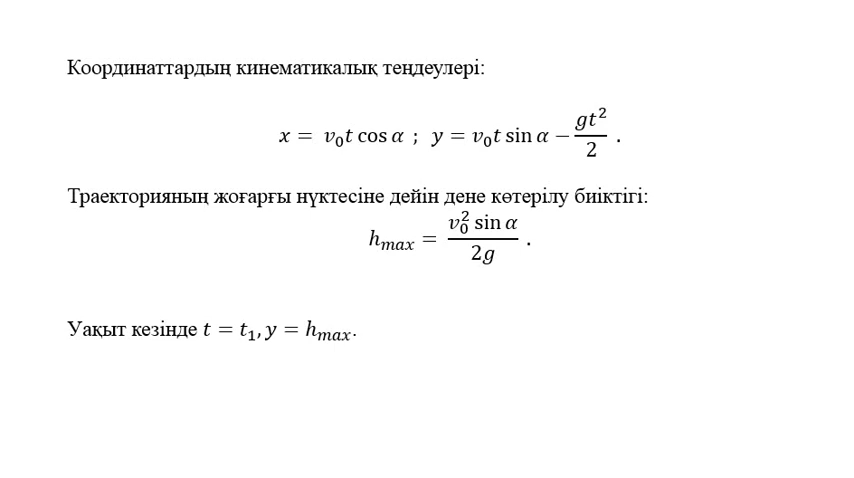 Координаттардың кинематикалық теңдеулері:
x = v₀t cos α ; y = v₀t sin α − gt²/2 .
Траекторияның жоғарғы нүктесіне дейін дене көтерілу биіктігі:
hₘₐₓ = v₀² sin α / 2g .
Уақыт кезінде t = t₁, y = hₘₐₓ.